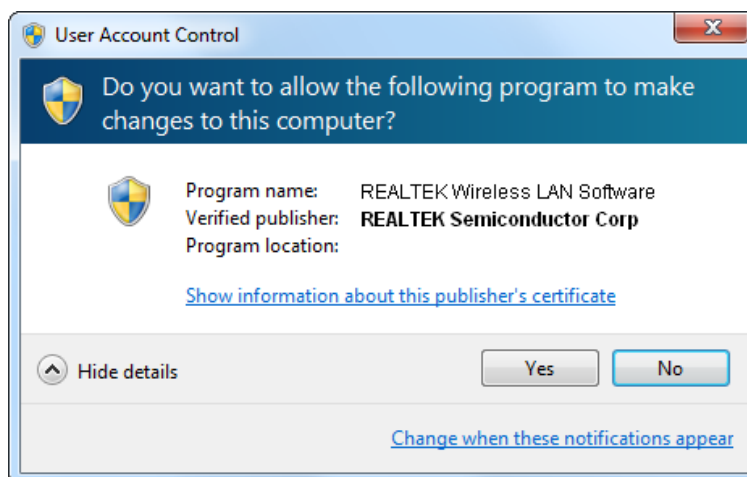 User Account Control
Do you want to allow the following program to make
changes to this computer?
Program name: REALTEK Wireless LAN Software
Verified publisher: REALTEK Semiconductor Corp
Program location:
Show information about this publisher's certificate
Hide details
Yes
No
Change when these notifications appear